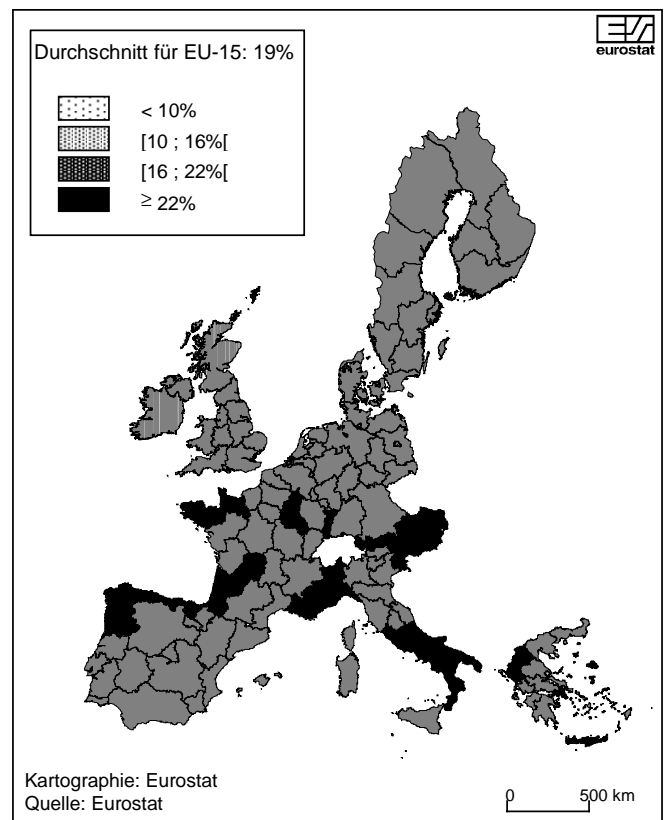 eurostat
Durchschnitt für EU-15: 19%
< 10%
[10 ; 16%[
[16 ; 22%[
≥ 22%
Kartographie: Eurostat
Quelle: Eurostat
0 500 km